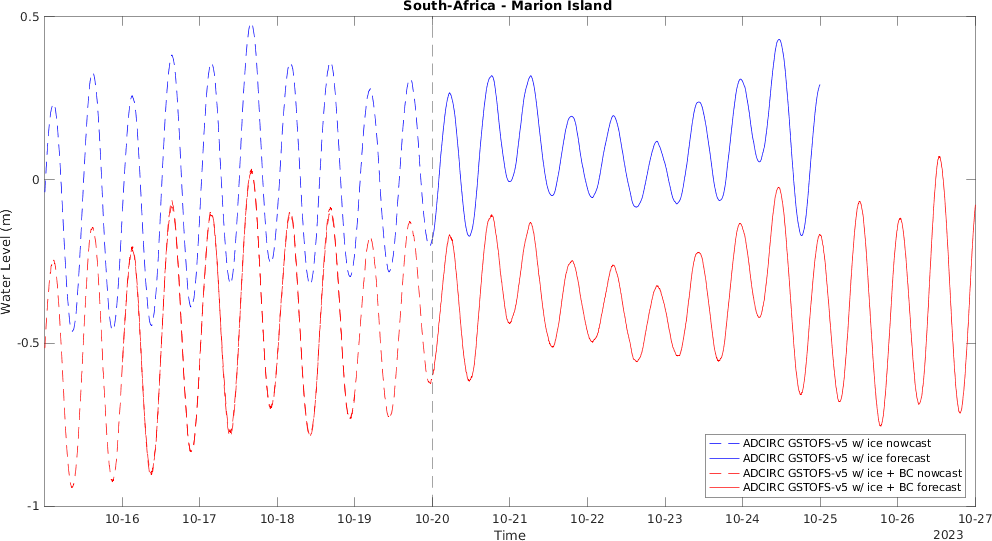 South-Africa - Marion Island
0.5
0
-0.5
-1
Water Level (m)
10-16 10-17 10-18 10-19 10-20 10-21 10-22 10-23 10-24 10-25 10-26 10-27
Time
2023
ADCIRC GSTOFS-v5 w/ ice nowcast
ADCIRC GSTOFS-v5 w/ ice forecast
ADCIRC GSTOFS-v5 w/ ice + BC nowcast
ADCIRC GSTOFS-v5 w/ ice + BC forecast